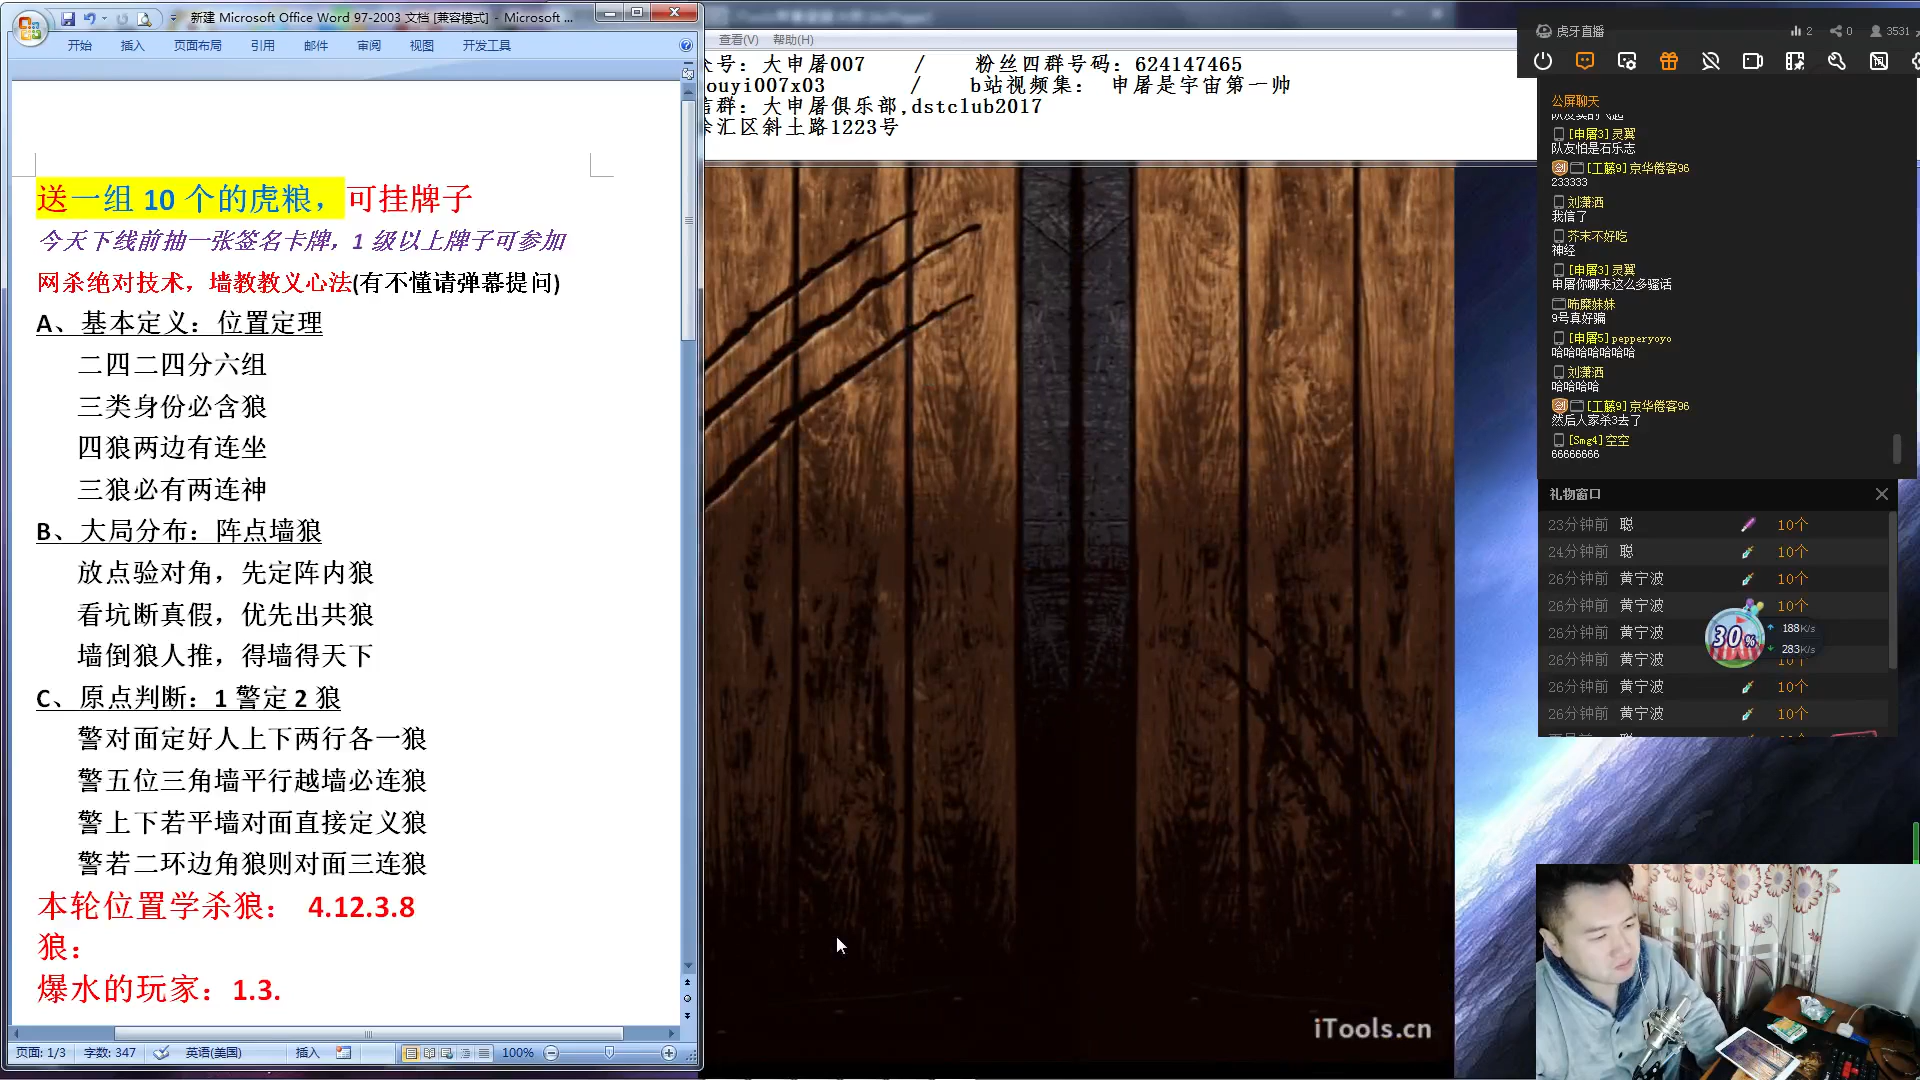 新建 Microsoft Office Word 97-2003 文档 [兼容模式] - Microsoft ...
开始 插入 页面布局 引用 邮件 审阅 视图 开发工具
送一组 10 个的虎粮，可挂牌子
今天下线前抽一张签名卡牌，1 级以上牌子可参加
网杀绝对技术，墙教教义心法(有不懂请弹幕提问)
A、基本定义：位置定理
二四二四分六组
三类身份必含狼
四狼两边有连坐
三狼必有两连神
B、大局分布：阵点墙狼
放点验对角，先定阵内狼
看坑断真假，优先出共狼
墙倒狼人推，得墙得天下
C、原点判断：1 警定 2 狼
警对面定好人上下两行各一狼
警五位三角墙平行越墙必连狼
警上下若平墙对面直接定义狼
警若二环边角狼则对面三连狼
本轮位置学杀狼： 4.12.3.8
狼：
爆水的玩家：1.3.
页面: 1/3 字数: 347 英语(美国) 插入 100%
查看(V) 帮助(H)
众号：大申屠007 / 粉丝四群号码：624147465
ouyi007x03 / b站视频集： 申屠是宇宙第一帅
信群：大申屠俱乐部,dstclub2017
余汇区斜土路1223号
iTools.cn
虎牙直播 2 0 3531
公屏聊天
[申屠3]灵翼
队友怕是石乐志
[工藤9]京华倦客96
233333
刘潇洒
我信了
芥末不好吃
神经
[申屠3]灵翼
申屠你哪来这么多骚话
咘糜妹妹
9号真好骗
[申屠5]pepperyoyo
哈哈哈哈哈哈哈
刘潇洒
哈哈哈哈
[工藤9]京华倦客96
然后人家杀3去了
[Smg4]空空
66666666
礼物窗口
23分钟前 聪 10个
24分钟前 聪 10个
26分钟前 黄宁波 10个
26分钟前 黄宁波 10个
26分钟前 黄宁波
26分钟前 黄宁波 10个
26分钟前 黄宁波 10个
26分钟前 黄宁波 10个
30%
188K/s
283K/s